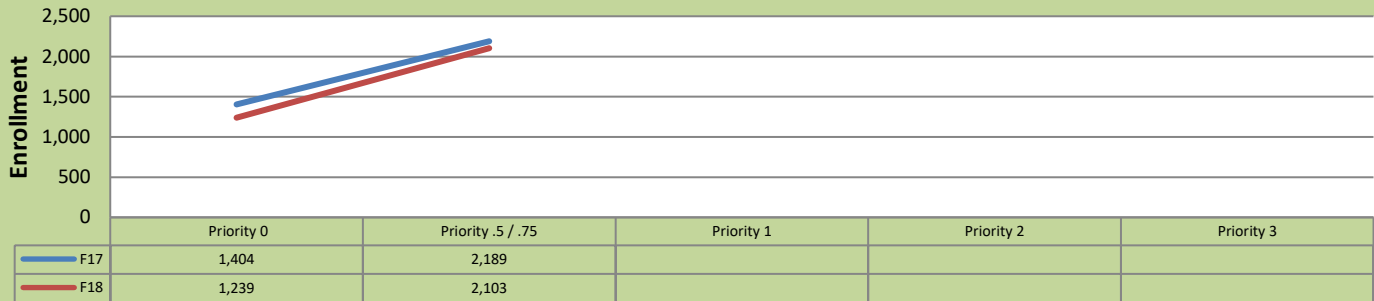 2,500
2,000
1,500
1,000
500
0
Enrollment
Priority 0 Priority .5 / .75 Priority 1 Priority 2 Priority 3
F17 1,404 2,189
F18 1,239 2,103